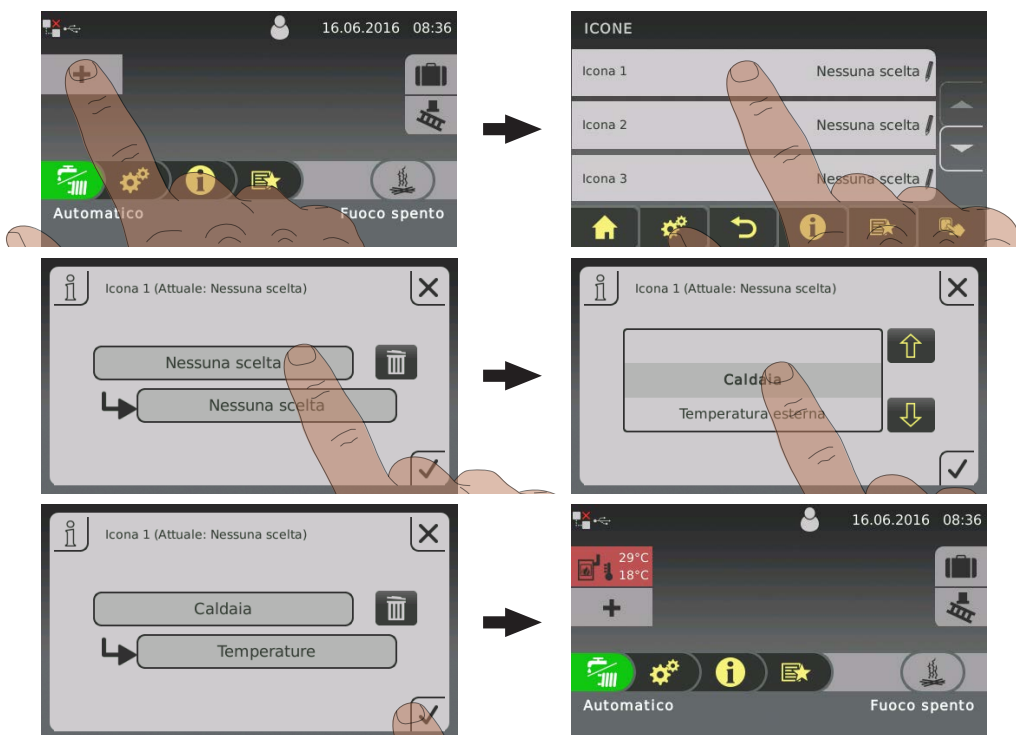 16.06.2016 08:36
Automatico
Fuoco spento
ICONE
Icona 1 Nessuna scelta
Icona 2 Nessuna scelta
Icona 3 Nessuna scelta
Icona 1 (Attuale: Nessuna scelta)
Nessuna scelta
Nessuna scelta
Icona 1 (Attuale: Nessuna scelta)
Caldaia
Temperatura esterna
Icona 1 (Attuale: Nessuna scelta)
Caldaia
Temperature
16.06.2016 08:36
29°C
18°C
Automatico
Fuoco spento